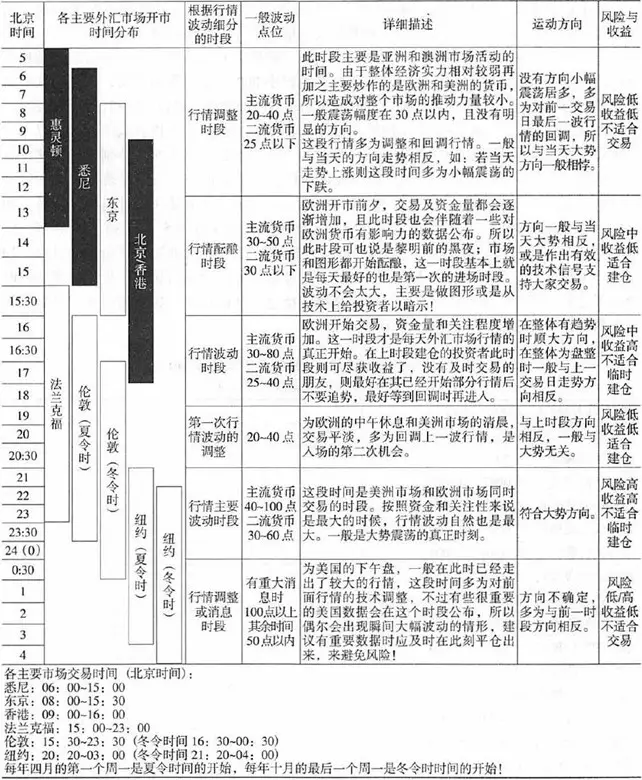 北京时间
各主要外汇市场开市时间分布
根据行情波动细分的时段
一般波动点位
详细描述
运动方向
风险与收益
5
6
7
8
9
10
11
12
13
14
15
15:30
16
16:30
17
18
19
20
20:30
21
22
23
23:30
24(0)
0:30
1
2
3
4
惠灵顿
悉尼
东京
北京/香港
法兰克福
伦敦(夏令时)
伦敦(冬令时)
纽约(夏令时)
纽约(冬令时)
行情调整
时段
主流货币
20~40点
二流货币
25点以下
此时段主要是亚洲和澳洲市场活动的
时间。由于整体经济实力相对较弱再
加之主要炒作的是欧洲和美洲的货币,
所以造成对整个市场的推动力量较小。
一般震荡幅度在30点以内,且没有明
显的方向。
这段行情多为调整和回调行情。一般
与当天的方向走势相反,如:若当天
走势上涨则这段时间多为小幅震荡的
下跌。
没有方向小幅
震荡居多,多
为对前一交易
日最后一波行
情的回调,所
以与当天大势
方向一般相悖。
风险低
收益低
不适合
交易
行情酝酿
时段
主流货币
30~50点
二流货币
30点以下
欧洲开市前夕,交易及资金量都会逐
渐增加,且此时段也会伴随着一些对
欧洲货币有影响力的数据公布。所以
此时段可也说是黎明前的黑夜;市场
和图形都开始酝酿,这一时段基本上就
是每天最好的也是第一次的进场时段。
波动不会太大,主要是做图形或是从
技术上给投资者以暗示!
方向一般与当
天大势相反,
或是作出有效
的技术信号支
持大家交易。
风险中
收益低
适合
建仓
行情波动
时段
主流货币
30~80点
二流货币
25~40点
欧洲开始交易,资金量和关注程度增
加。这一时段才是每天外汇市场行情的
真正开始。在上时段建仓的投资者此时
段则可尽获收益了,没有及时交易的
朋友,则最好在其已经开始部分行情后
不要追势,最好等到回调时再进入。
在整体有趋势
时顺大方向,
在整体为盘整
时一般与上一
交易日走势方
向相反。
风险中
收益高
不适合
临时
建仓
第一次行
情波动的
调整
20~40点
为欧洲的中午休息和美洲市场的清晨,
交易平淡,多为回调上一波行情,是
入场的第二次机会。
与上时段方向
相反,一般与
大势无关。
风险低
收益低
适合
建仓
行情主要
波动时段
主流货币
40~100点
二流货币
30~60点
这段时间是美洲市场和欧洲市场同时
交易的时段。按照资金和关注性来说
是最大的时候,行情波动自然也是最
大。一般是大势震荡的真正时刻。
符合大势方向。
风险高
收益高
不适合
临时
建仓
行情调整
或消息
时段
有重大消
息时
100点以上
其余时间
50点以内
为美国的下午盘,一般在此时已经走
出了较大的行情,这段时间多为对前
面行情的技术调整,不过有些很重要
的美国数据会在这个时段公布,所以
偶尔会出现瞬间大幅波动的情形,建
议有重要数据时应及时在此刻平仓出
来,来避免风险!
方向不确定,
多为与前一时
段方向相反。
风险
低/高
收益低
不适合
交易
各主要市场交易时间(北京时间):
悉尼:06:00~15:00
东京:08:00~15:30
香港:09:00~16:00
法兰克福:15:00~23:00
伦敦:15:30~23:30(冬令时间16:30~00:30)
纽约:20:20~03:00(冬令时间21:20~04:00)
每年四月的第一个周一是夏令时间的开始,每年十月的最后一个周一是冬令时时间的开始!